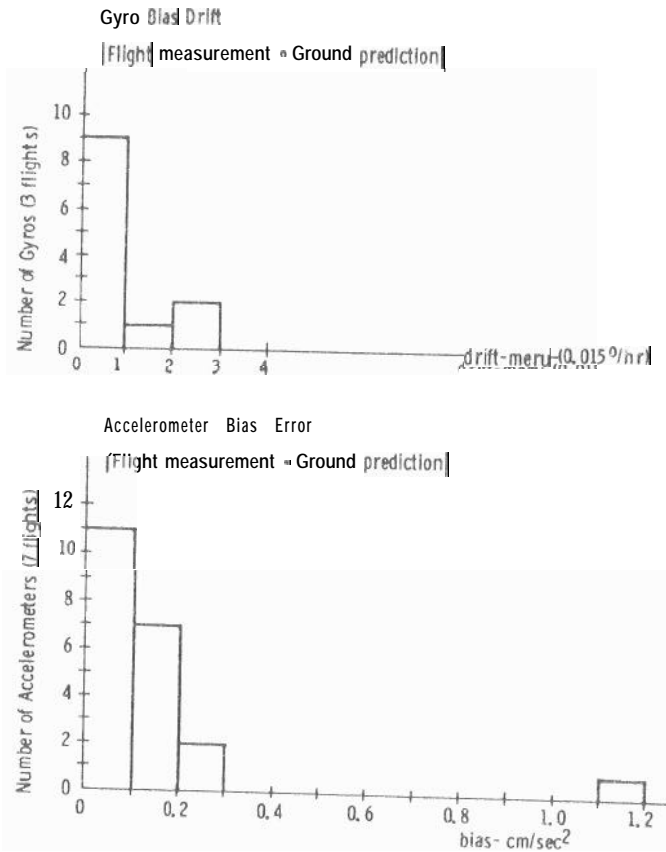 Gyro Bias Drift
|Flight measurement - Ground prediction|
Number of Gyros (3 flights)
10
8
6
4
2
0
0 1 2 3 4
drift-meru-(0.015°/hr)
Accelerometer Bias Error
|Flight measurement - Ground prediction|
Number of Accelerometers (7 flights)
12
10
8
6
4
2
0
0 0.2 0.4 0.6 0.8 1.0 1.2
bias- cm/sec²